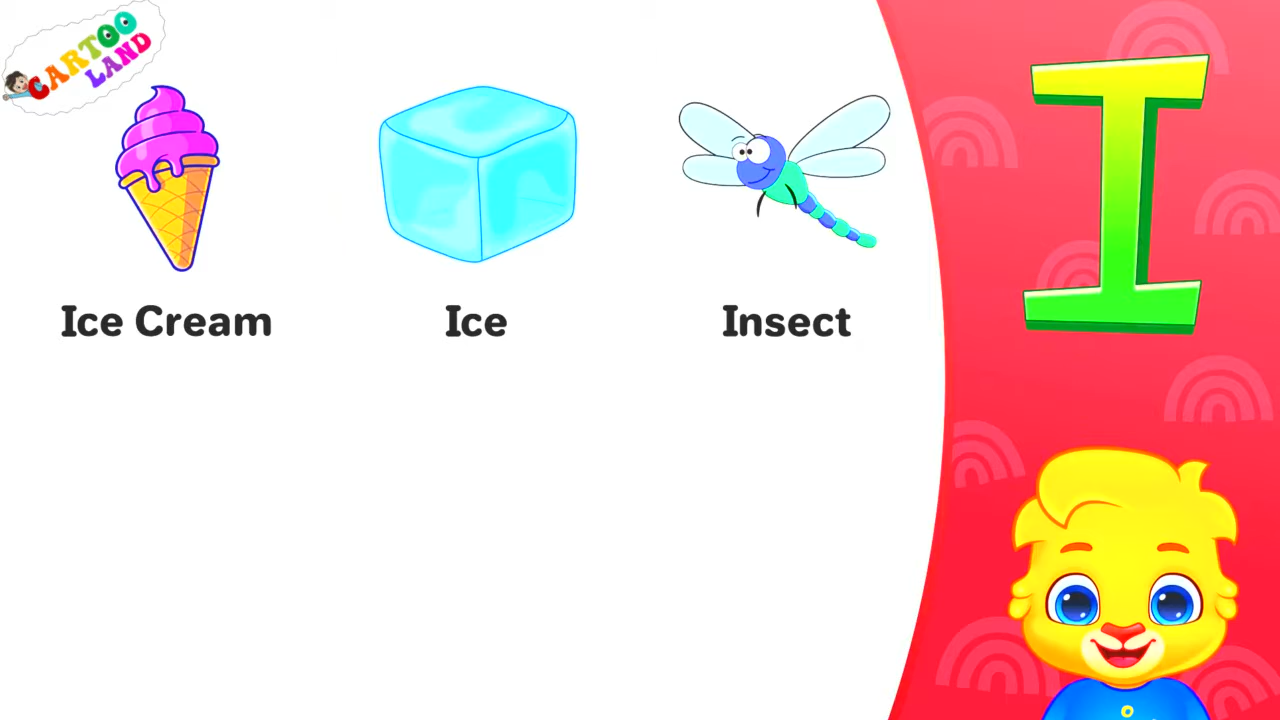 CARTOO
LAND
I
Ice Cream
Ice
Insect